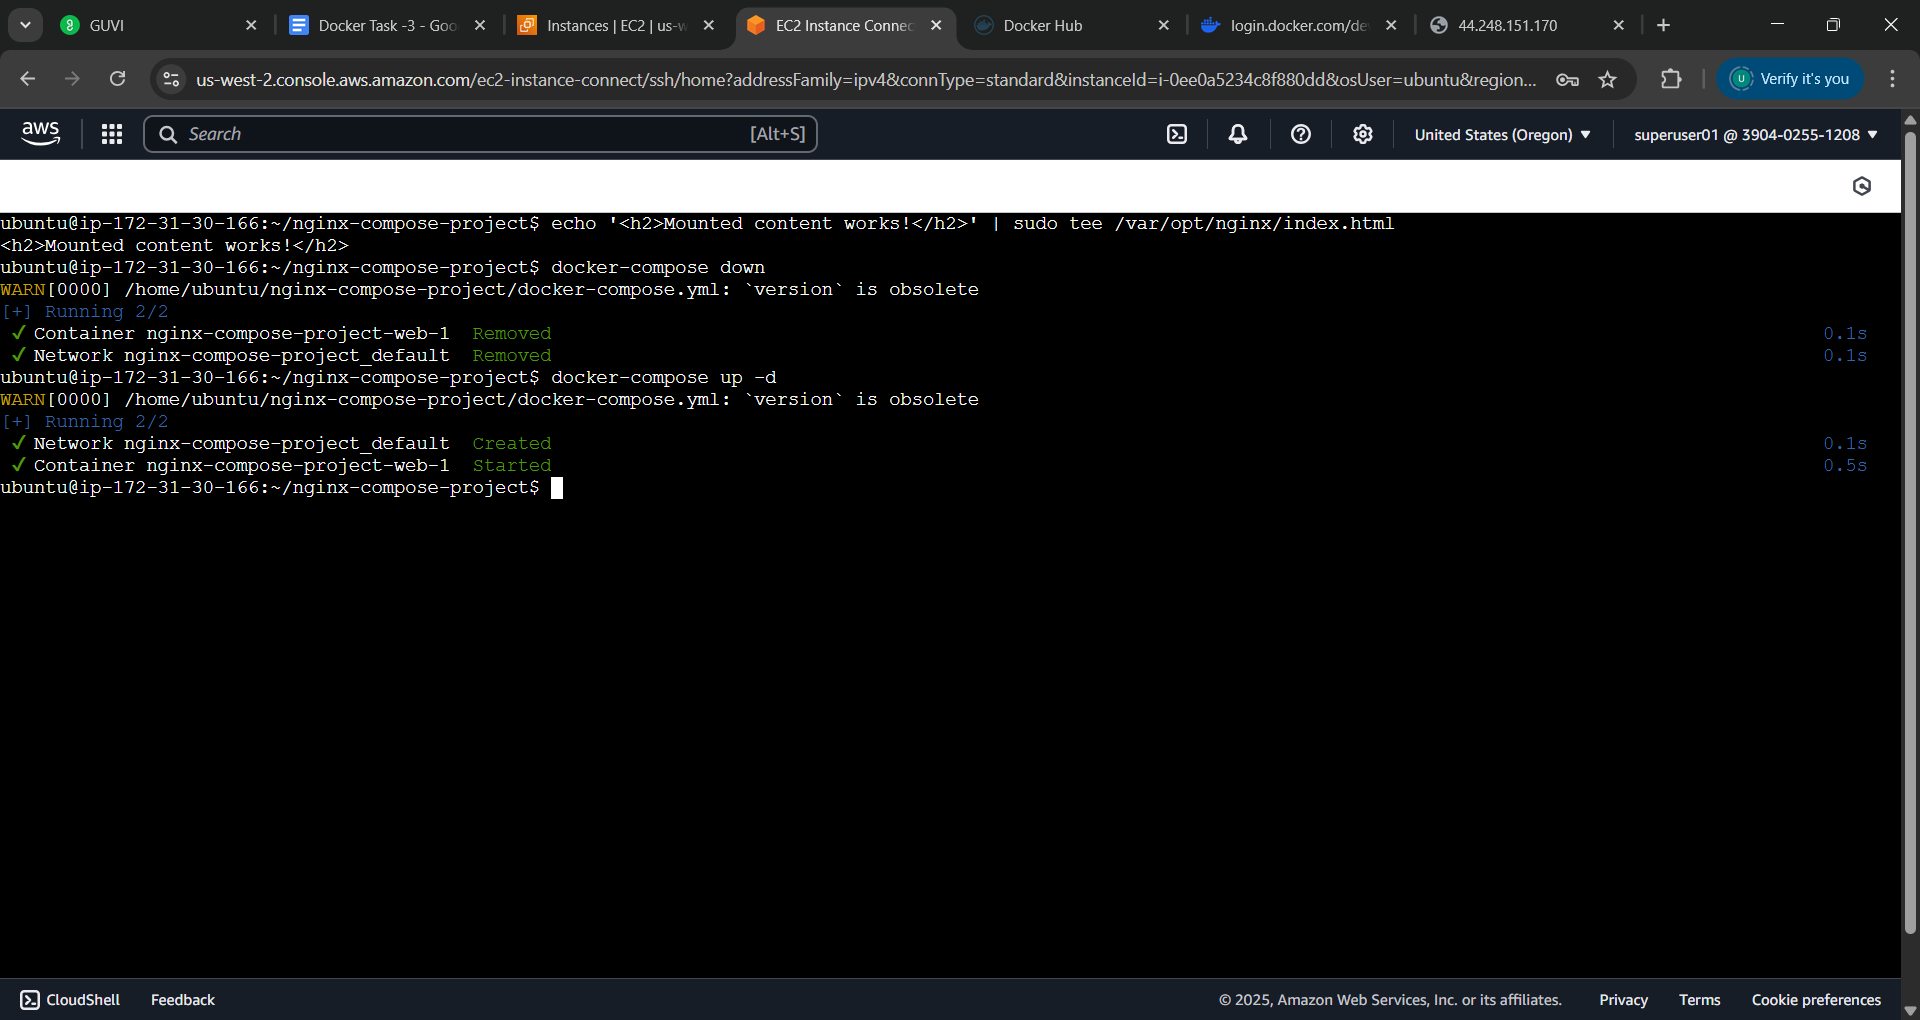 GUVI
Docker Task -3 - Goo
Instances | EC2 | us-w
EC2 Instance Connec
Docker Hub
login.docker.com/de
44.248.151.170
us-west-2.console.aws.amazon.com/ec2-instance-connect/ssh/home?addressFamily=ipv4&connType=standard&instanceId=i-0ee0a5234c8f880dd&osUser=ubuntu&region...
U Verify it's you
aws
Search [Alt+S]
United States (Oregon)
superuser01 @ 3904-0255-1208
ubuntu@ip-172-31-30-166:~/nginx-compose-project$ echo '<h2>Mounted content works!</h2>' | sudo tee /var/opt/nginx/index.html
<h2>Mounted content works!</h2>
ubuntu@ip-172-31-30-166:~/nginx-compose-project$ docker-compose down
WARN[0000] /home/ubuntu/nginx-compose-project/docker-compose.yml: `version` is obsolete
[+] Running 2/2
✓ Container nginx-compose-project-web-1 Removed 0.1s
✓ Network nginx-compose-project_default Removed 0.1s
ubuntu@ip-172-31-30-166:~/nginx-compose-project$ docker-compose up -d
WARN[0000] /home/ubuntu/nginx-compose-project/docker-compose.yml: `version` is obsolete
[+] Running 2/2
✓ Network nginx-compose-project_default Created 0.1s
✓ Container nginx-compose-project-web-1 Started 0.5s
ubuntu@ip-172-31-30-166:~/nginx-compose-project$
CloudShell Feedback © 2025, Amazon Web Services, Inc. or its affiliates. Privacy Terms Cookie preferences